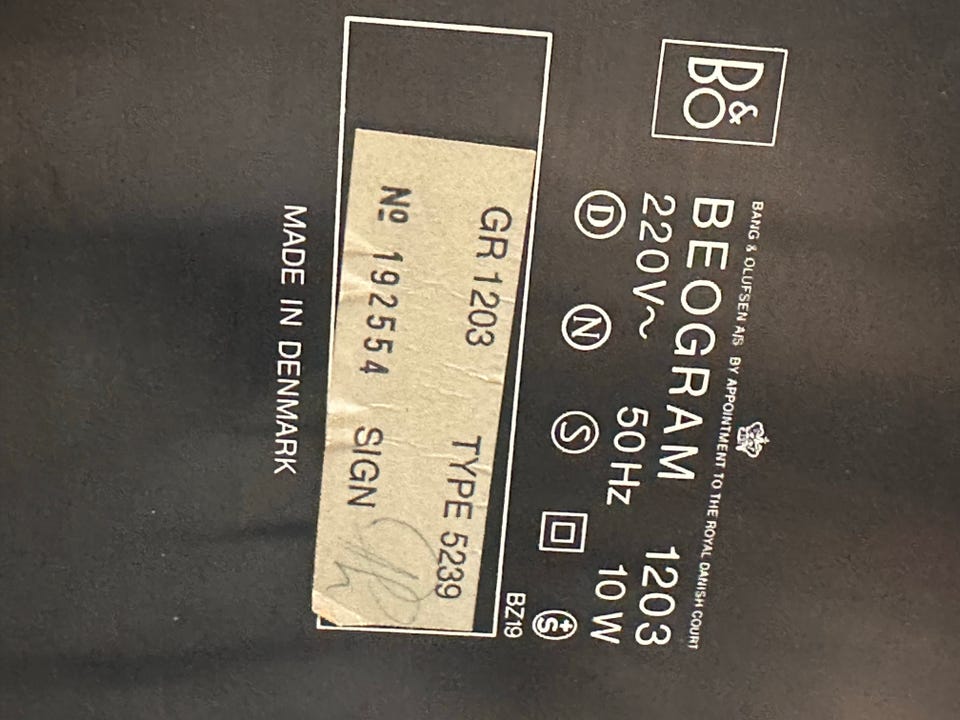 B&O
BANG & OLUFSEN A/S BY APPOINTMENT TO THE ROYAL DANISH COURT
BEOGRAM 1203
220V~ 50Hz 10W
D N S +S
BZ19
GR 1203 TYPE 5239
Nº 192554 SIGN
MADE IN DENMARK